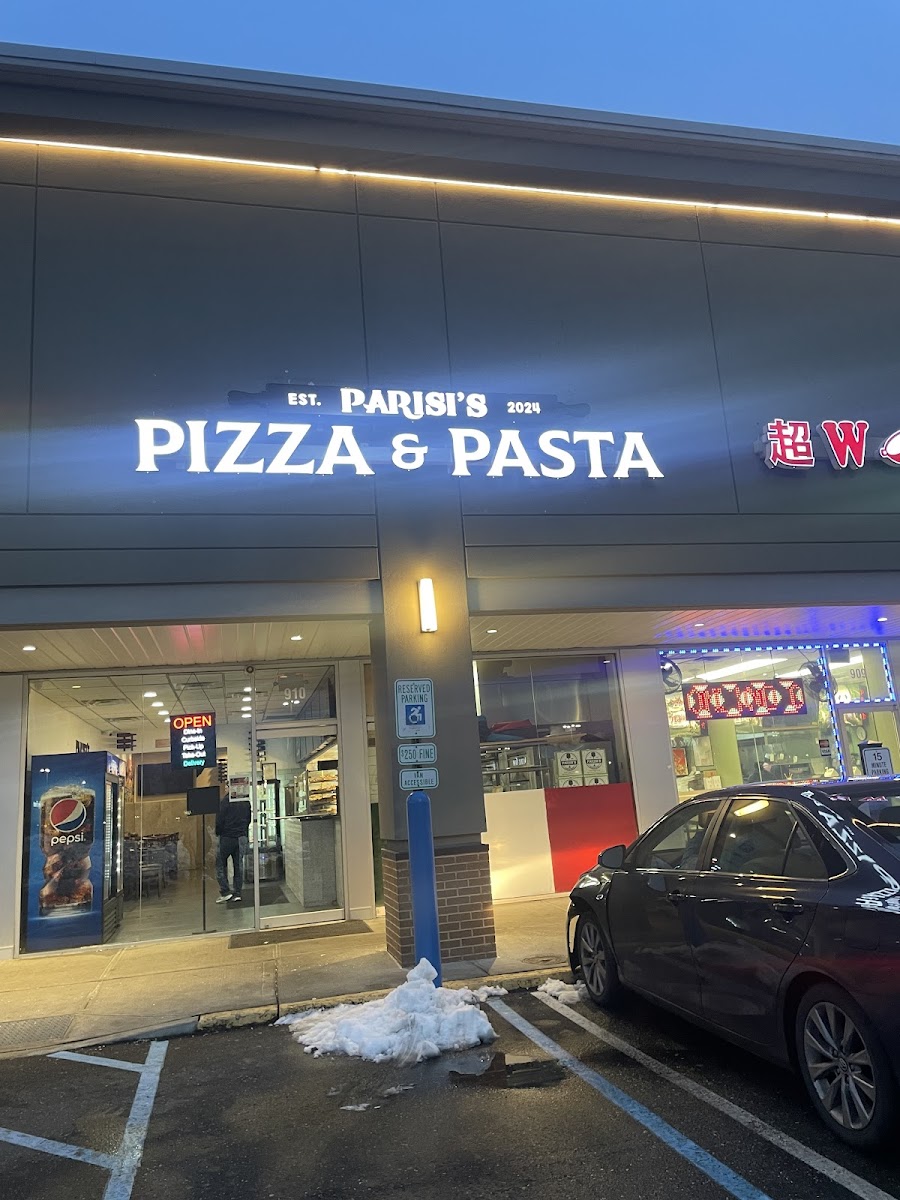 EST. PARISI'S 2024
PIZZA & PASTA
超 W
910
OPEN
Dine-In
Curbside
Pick-Up
Take-Out
Delivery
pepsi
RESERVED
PARKING
$250 FINE
VAN
ACCESSIBLE
909
15
MINUTE
PARKING